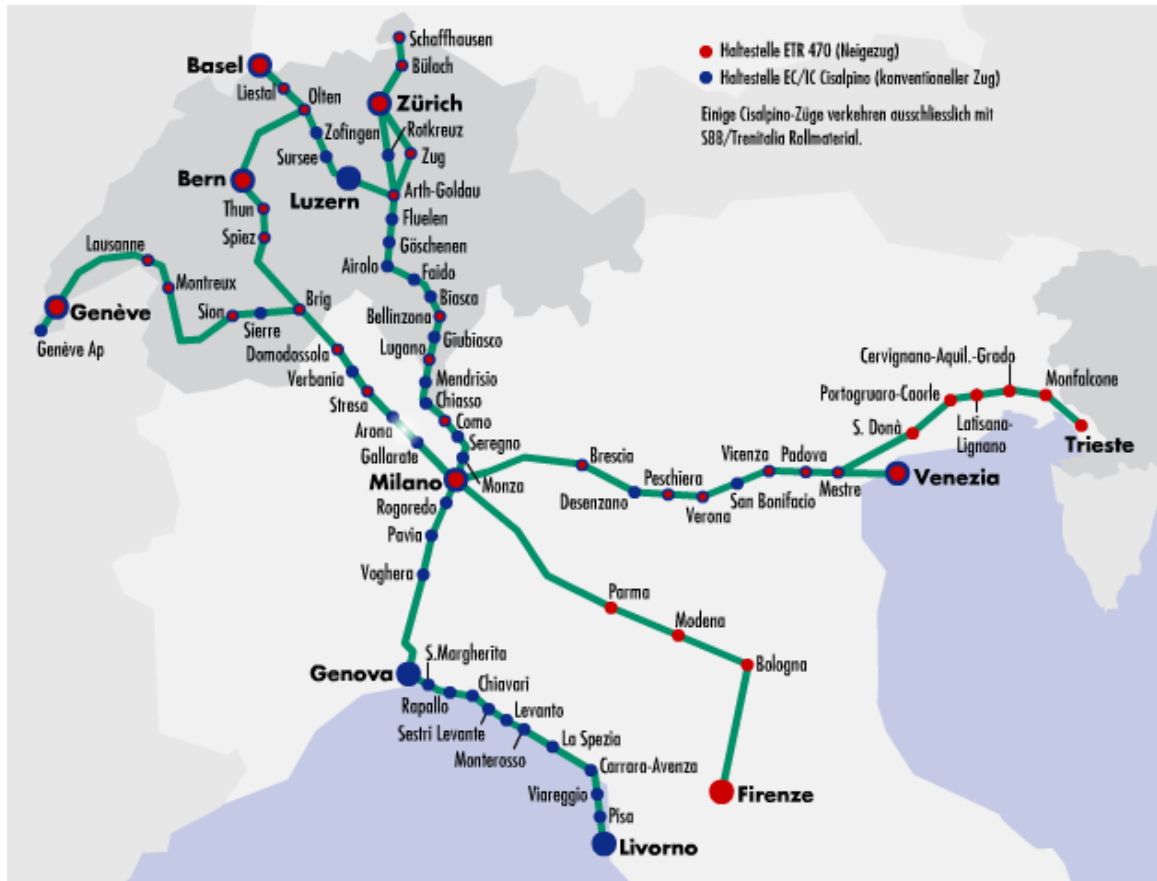 Schaffhausen
Bülach
Basel
Liestal
Olten
Zürich
Zofingen
Rotkreuz
Sursee
Zug
Bern
Luzern
Arth-Goldau
Thun
Fluelen
Spiez
Göschenen
Lausanne
Airolo
Faido
Montreux
Biasca
Genève
Sion
Brig
Bellinzona
Sierre
Giubiasco
Genève Ap
Domodossola
Lugano
Verbania
Mendrisio
Stresa
Chiasso
Arona
Como
Gallarate
Seregno
Milano
Monza
Rogoredo
Pavia
Voghera
Haltestelle ETR 470 (Neigezug)
Haltestelle EC/IC Cisalpino (konventioneller Zug)
Einige Cisalpino-Züge verkehren ausschliesslich mit
SBB/Trenitalia Rollmaterial.
Cervignano-Aquil.-Grado
Portogruaro-Caorle
Monfalcone
S. Donà
Latisana-
Lignano
Trieste
Brescia
Peschiera
Vicenza
Padova
Desenzano
Verona
San Bonifacio
Mestre
Venezia
Parma
Modena
Bologna
Firenze
Genova
S.Margherita
Rapallo
Chiavari
Sestri Levante
Levanto
Monterosso
La Spezia
Carrara-Avenza
Viareggio
Pisa
Livorno